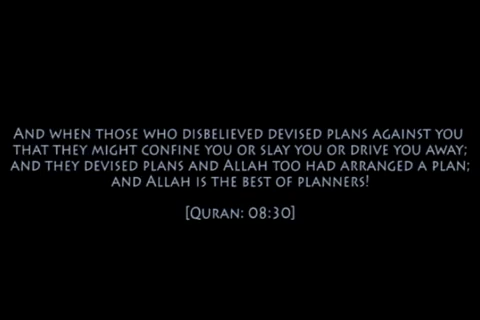 And when those who disbelieved devised plans against you
that they might confine you or slay you or drive you away;
and they devised plans and Allah too had arranged a plan;
and Allah is the best of planners!
[Quran: 08:30]